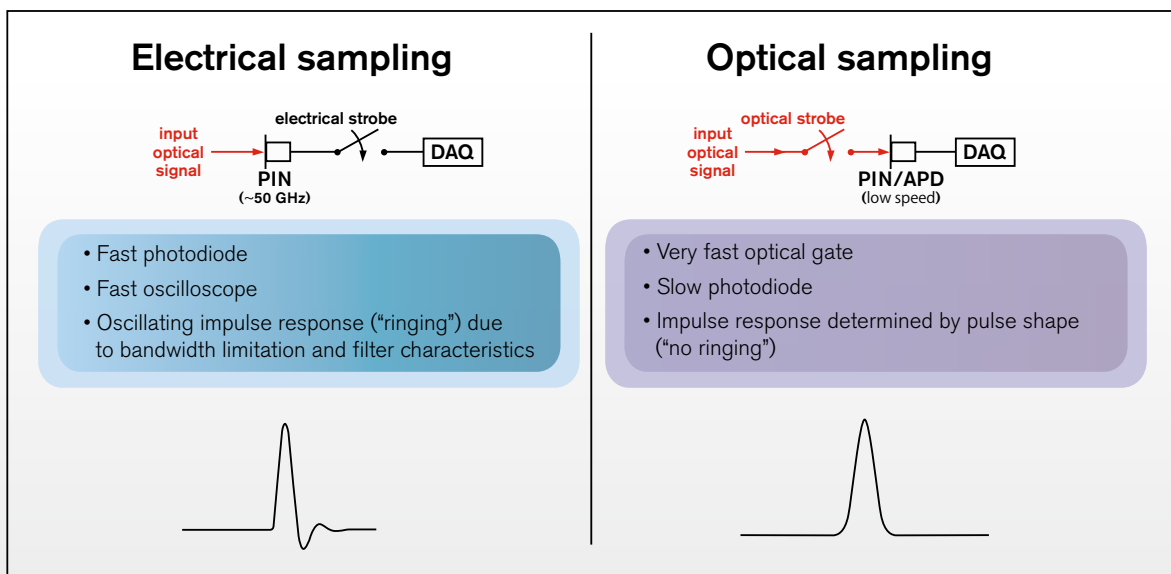 Electrical sampling
electrical strobe
input
optical
signal
DAQ
PIN
(~50 GHz)
• Fast photodiode
• Fast oscilloscope
• Oscillating impulse response (“ringing”) due
to bandwidth limitation and filter characteristics
Optical sampling
optical strobe
input
optical
signal
DAQ
PIN/APD
(low speed)
• Very fast optical gate
• Slow photodiode
• Impulse response determined by pulse shape
(“no ringing”)